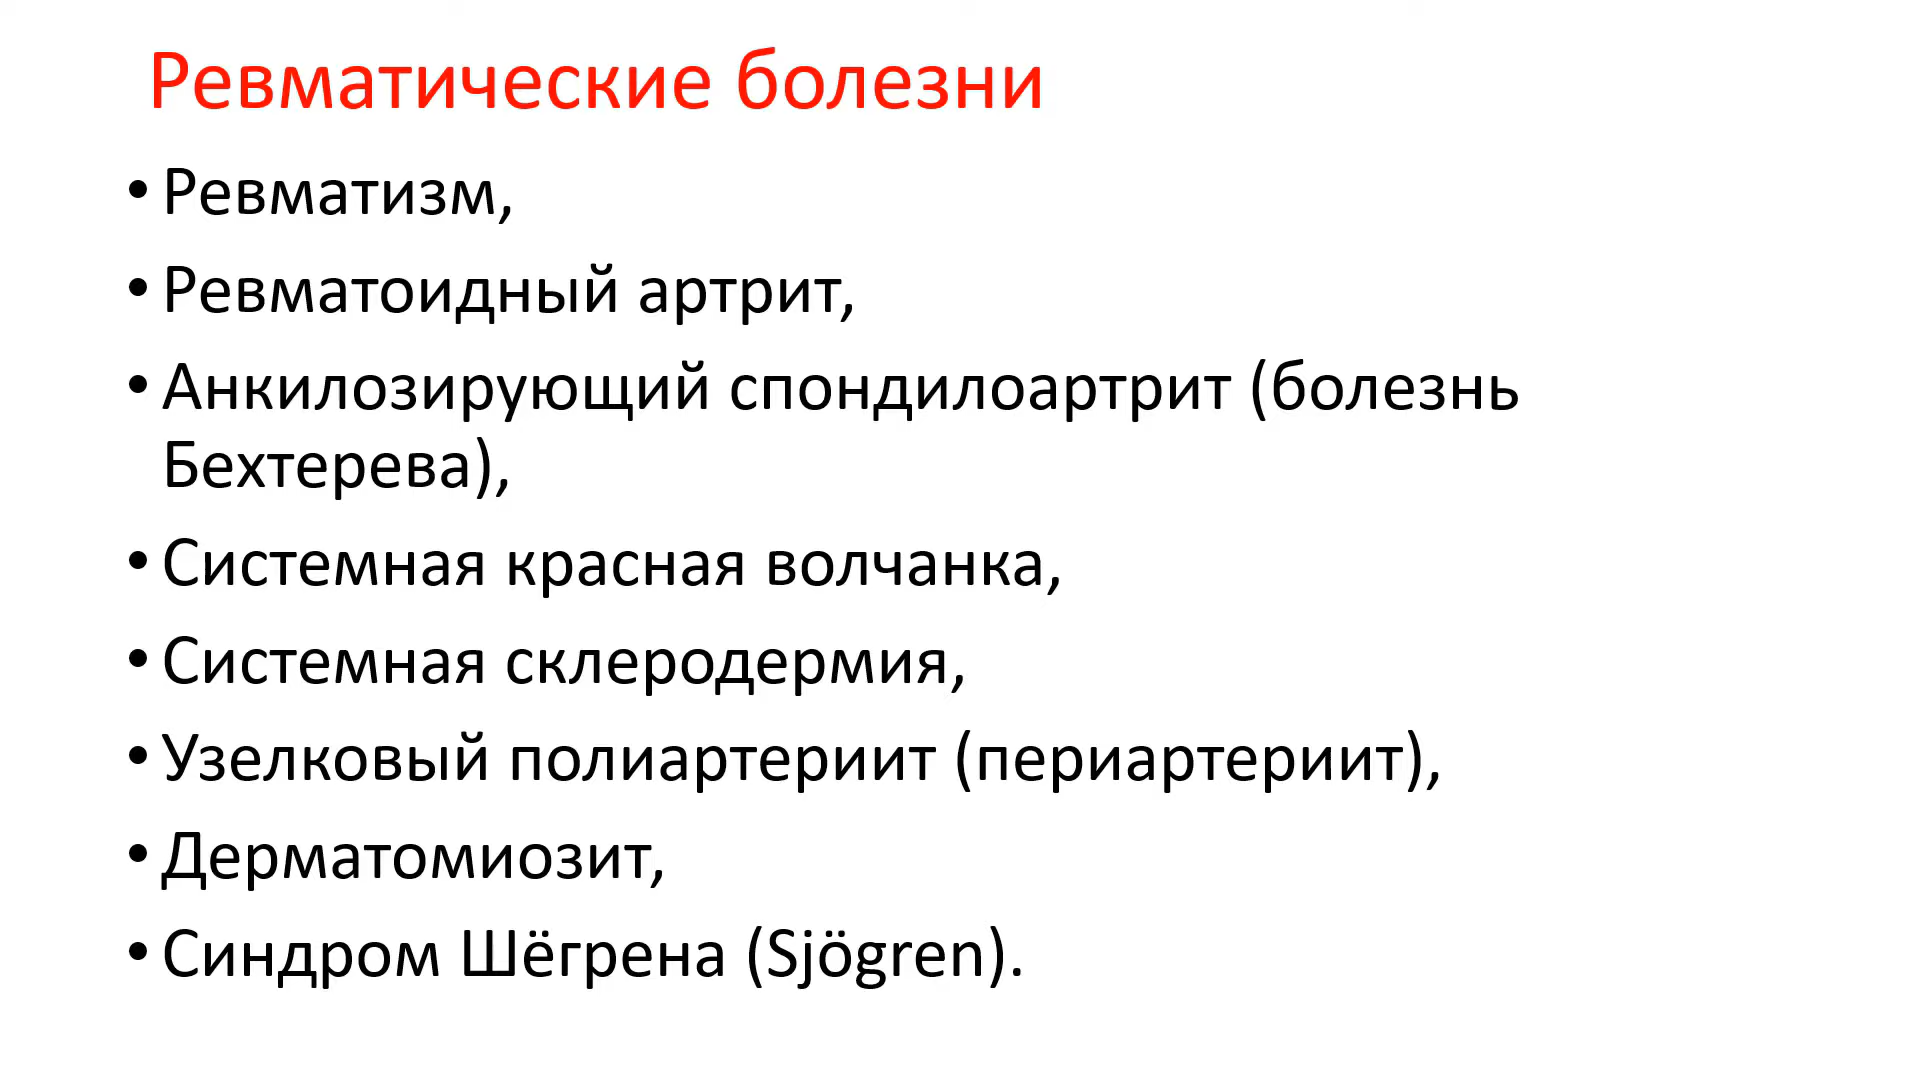 Ревматические болезни
• Ревматизм,
• Ревматоидный артрит,
• Анкилозирующий спондилоартрит (болезнь
Бехтерева),
• Системная красная волчанка,
• Системная склеродермия,
• Узелковый полиартериит (периартериит),
• Дерматомиозит,
• Синдром Шёгрена (Sjögren).